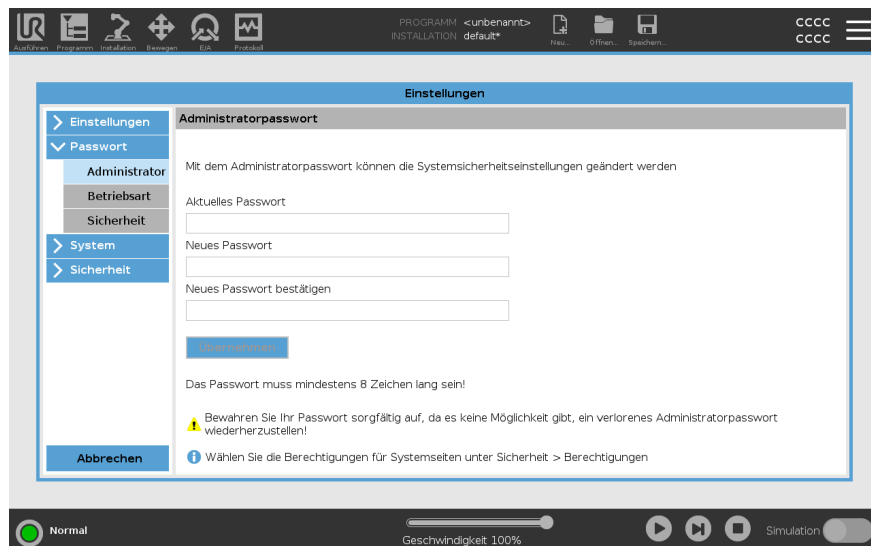 PROGRAMM <unbenannt>
INSTALLATION default*
CCCC
CCCC
Ausführen Programm Installation Bewegen E/A Protokoll Neu... Öffnen... Speichern...
Einstellungen
Einstellungen
Passwort
Administrator
Betriebsart
Sicherheit
System
Sicherheit
Abbrechen
Administratorpasswort
Mit dem Administratorpasswort können die Systemsicherheitseinstellungen geändert werden
Aktuelles Passwort
Neues Passwort
Neues Passwort bestätigen
Übernehmen
Das Passwort muss mindestens 8 Zeichen lang sein!
Bewahren Sie Ihr Passwort sorgfältig auf, da es keine Möglichkeit gibt, ein verlorenes Administratorpasswort
wiederherzustellen!
Wählen Sie die Berechtigungen für Systemseiten unter Sicherheit > Berechtigungen
Normal
Geschwindigkeit 100%
Simulation